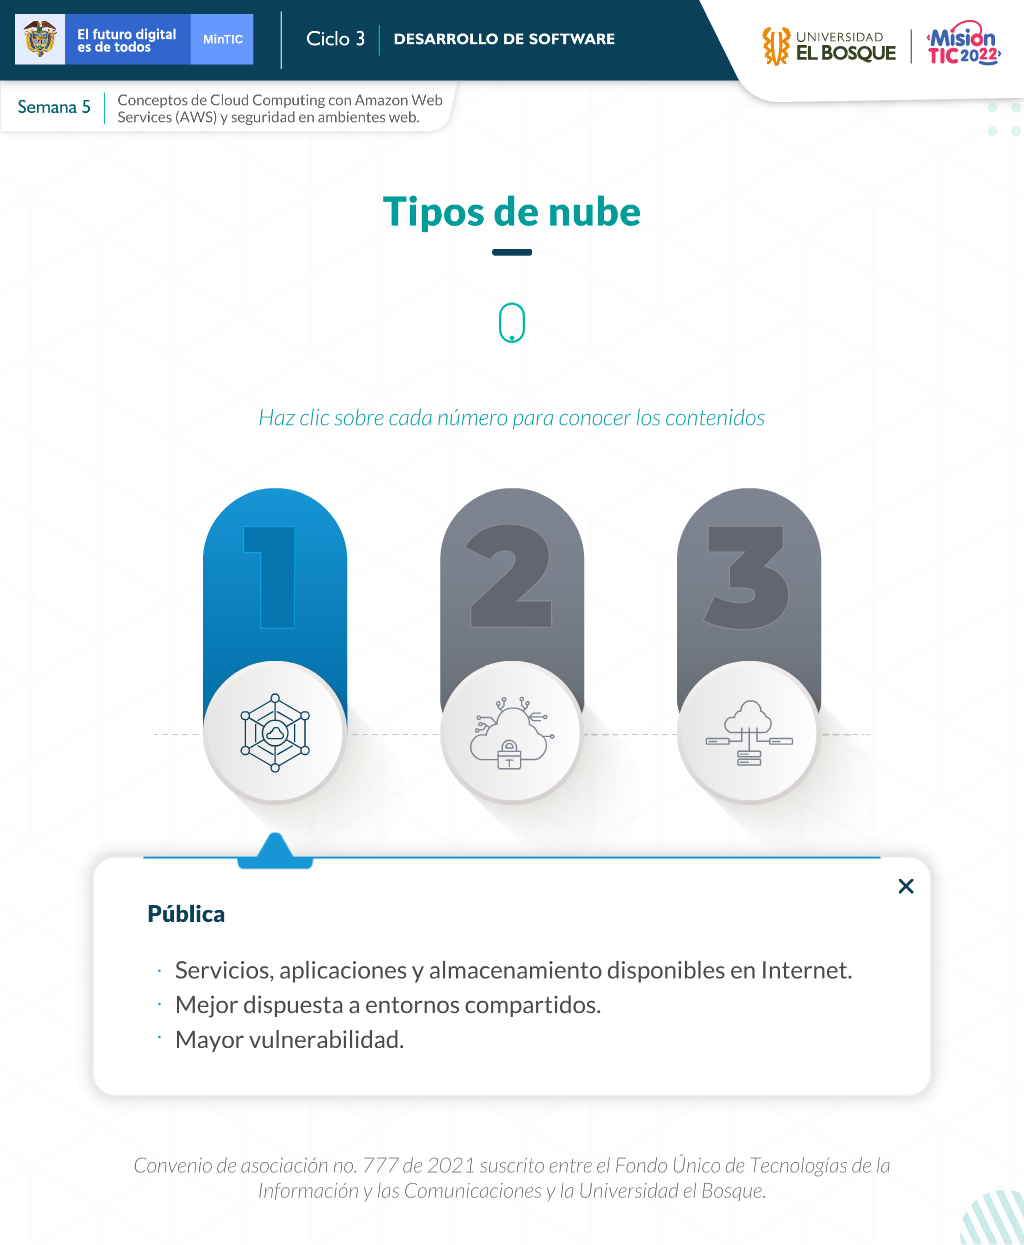 El futuro digital
es de todos
MinTIC
Ciclo 3
DESARROLLO DE SOFTWARE
UNIVERSIDAD
EL BOSQUE
Misión
TIC 2022
Semana 5
Conceptos de Cloud Computing con Amazon Web
Services (AWS) y seguridad en ambientes web.
Tipos de nube
Haz clic sobre cada número para conocer los contenidos
1
2
3
Pública
· Servicios, aplicaciones y almacenamiento disponibles en Internet.
· Mejor dispuesta a entornos compartidos.
· Mayor vulnerabilidad.
Convenio de asociación no. 777 de 2021 suscrito entre el Fondo Único de Tecnologías de la
Información y las Comunicaciones y la Universidad el Bosque.